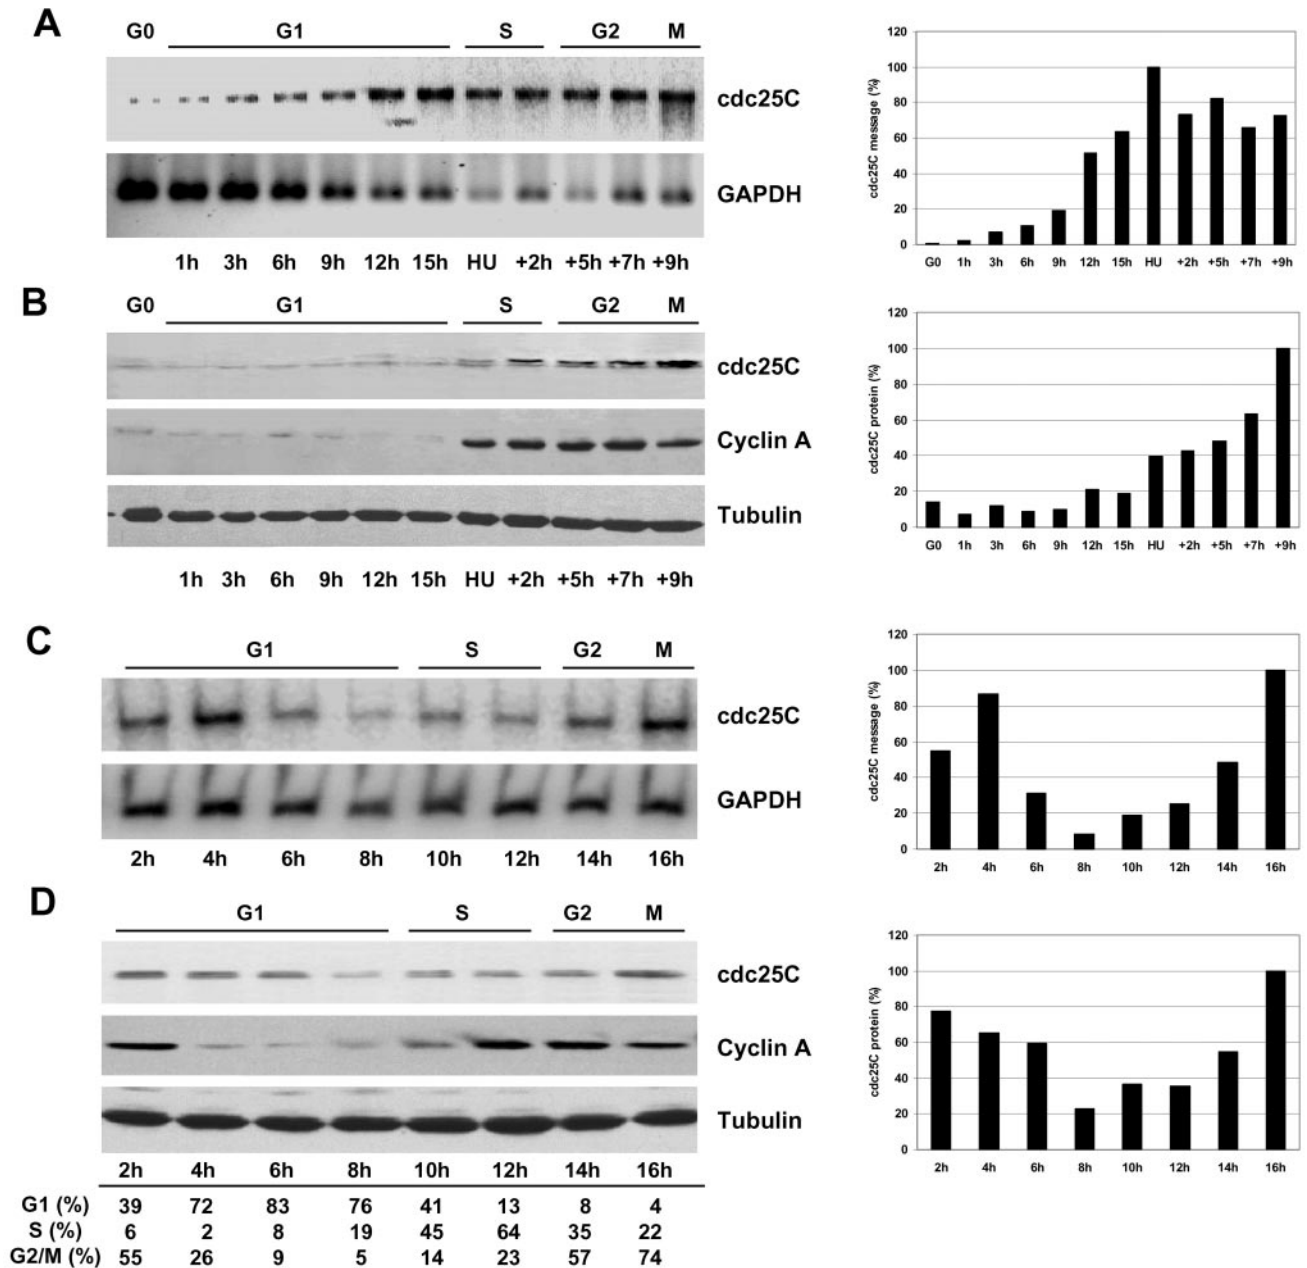 A
G0 G1 S G2 M
cdc25C
GAPDH
1h 3h 6h 9h 12h 15h HU +2h +5h +7h +9h
cdc25C message (%)
120
100
80
60
40
20
0
G0 1h 3h 6h 9h 12h 15h HU +2h +5h +7h +9h
B
G0 G1 S G2 M
cdc25C
Cyclin A
Tubulin
1h 3h 6h 9h 12h 15h HU +2h +5h +7h +9h
cdc25C protein (%)
120
100
80
60
40
20
0
G0 1h 3h 6h 9h 12h 15h HU +2h +5h +7h +9h
C
G1 S G2 M
cdc25C
GAPDH
2h 4h 6h 8h 10h 12h 14h 16h
cdc25C message (%)
120
100
80
60
40
20
0
2h 4h 6h 8h 10h 12h 14h 16h
D
G1 S G2 M
cdc25C
Cyclin A
Tubulin
2h 4h 6h 8h 10h 12h 14h 16h
G1 (%) 39 72 83 76 41 13 8 4
S (%) 6 2 8 19 45 64 35 22
G2/M (%) 55 26 9 5 14 23 57 74
cdc25C protein (%)
120
100
80
60
40
20
0
2h 4h 6h 8h 10h 12h 14h 16h